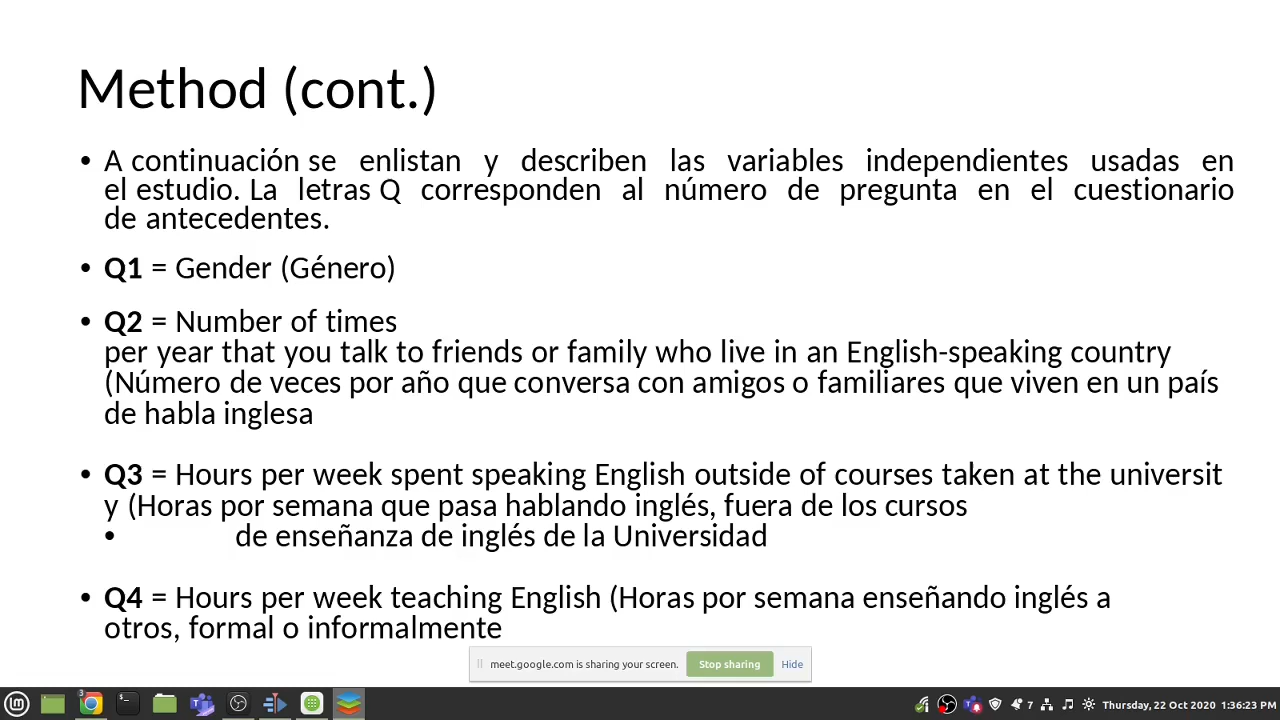 Method (cont.)
• A continuación se enlistan y describen las variables independientes usadas en
el estudio. La letras Q corresponden al número de pregunta en el cuestionario
de antecedentes.
• Q1 = Gender (Género)
• Q2 = Number of times
per year that you talk to friends or family who live in an English-speaking country
(Número de veces por año que conversa con amigos o familiares que viven en un país
de habla inglesa
• Q3 = Hours per week spent speaking English outside of courses taken at the universit
y (Horas por semana que pasa hablando inglés, fuera de los cursos
• de enseñanza de inglés de la Universidad
• Q4 = Hours per week teaching English (Horas por semana enseñando inglés a
otros, formal o informalmente
meet.google.com is sharing your screen. Stop sharing Hide
3 7 Thursday, 22 Oct 2020 1:36:23 PM